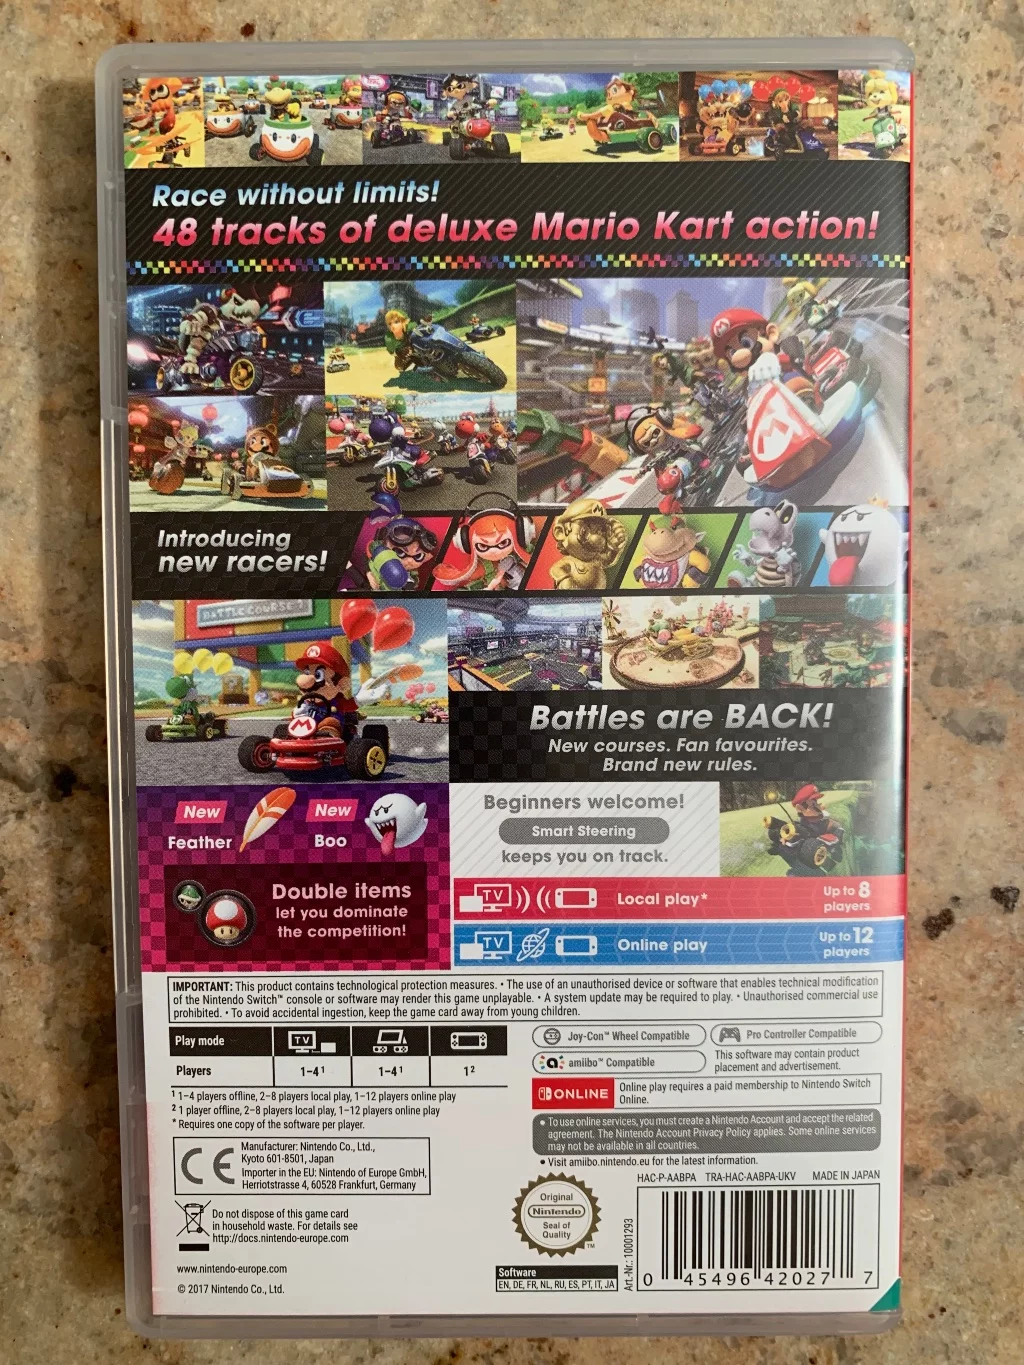 Race without limits!
48 tracks of deluxe Mario Kart action!
Introducing
new racers!
BATTLE COURSE 1
Battles are BACK!
New courses. Fan favourites.
Brand new rules.
New
Feather
New
Boo
Beginners welcome!
Smart Steering
keeps you on track.
Double items
let you dominate
the competition!
TV
Local play*
Up to 8
players
TV
Online play
Up to 12
players
IMPORTANT: This product contains technological protection measures. • The use of an unauthorised device or software that enables technical modification
of the Nintendo Switch™ console or software may render this game unplayable. • A system update may be required to play. • Unauthorised commercial use
prohibited. • To avoid accidental ingestion, keep the game card away from young children.
Play mode
TV
Players
1–4¹
1–4¹
1²
¹ 1–4 players offline, 2–8 players local play, 1–12 players online play
² 1 player offline, 2–8 players local play, 1–12 players online play
* Requires one copy of the software per player.
Joy-Con™ Wheel Compatible
Pro Controller Compatible
amiibo™ Compatible
This software may contain product
placement and advertisement.
ONLINE
Online play requires a paid membership to Nintendo Switch
Online.
• To use online services, you must create a Nintendo Account and accept the related
agreement. The Nintendo Account Privacy Policy applies. Some online services
may not be available in all countries.
• Visit amiibo.nintendo.eu for the latest information.
CE
Manufacturer: Nintendo Co., Ltd.,
Kyoto 601-8501, Japan
Importer in the EU: Nintendo of Europe GmbH,
Herriotstrasse 4, 60528 Frankfurt, Germany
Do not dispose of this game card
in household waste. For details see
http://docs.nintendo-europe.com
www.nintendo-europe.com
© 2017 Nintendo Co., Ltd.
Original
Nintendo
Seal of
Quality
™
Software
EN, DE, FR, NL, RU, ES, PT, IT, JA
HAC-P-AABPA TRA-HAC-AABPA-UKV MADE IN JAPAN
Art.-Nr.: 10001293
0 45496 42027 7